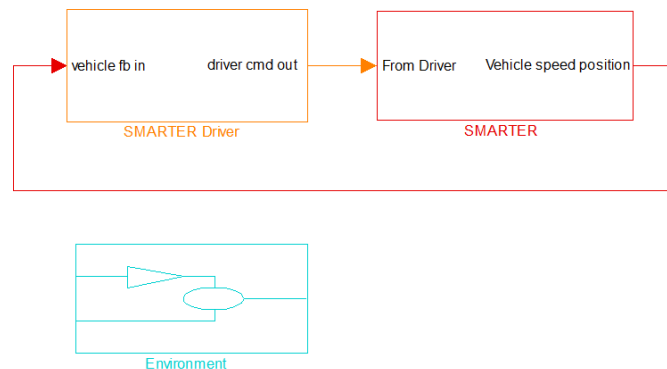 vehicle fb in
driver cmd out
From Driver
Vehicle speed position
SMARTER Driver
SMARTER
Environment